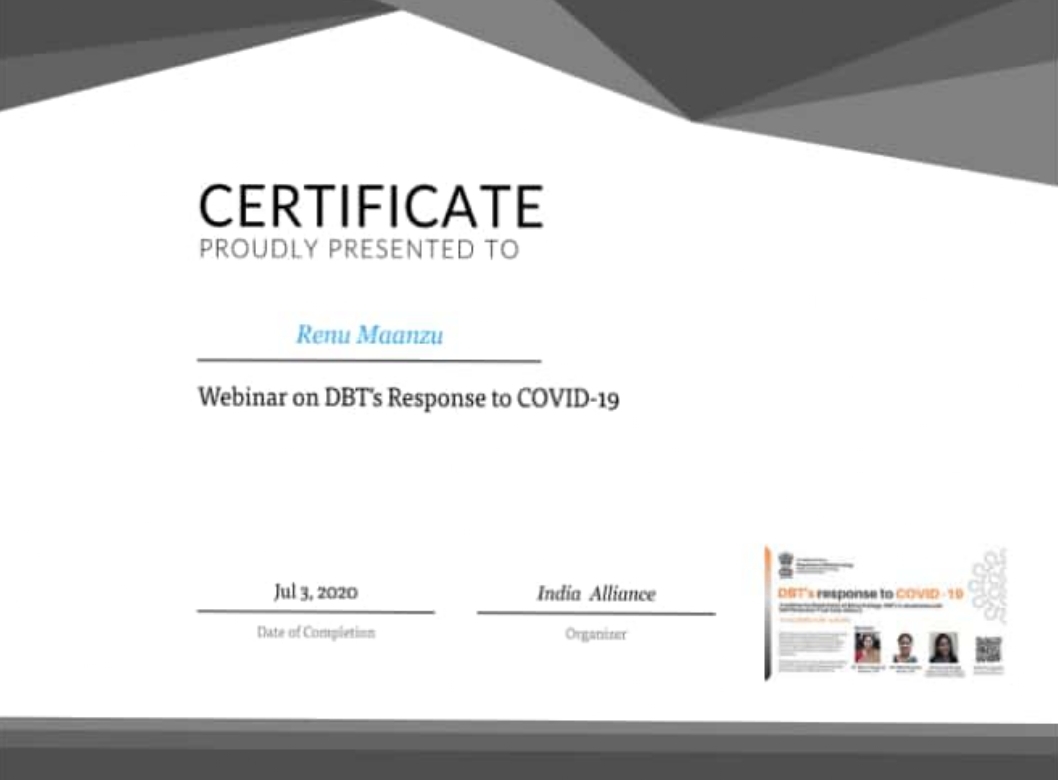 CERTIFICATE
PROUDLY PRESENTED TO
Renu Maanzu
Webinar on DBT's Response to COVID-19
Jul 3, 2020
India Alliance
Date of Completion
Organizer
DBT's response to COVID-19